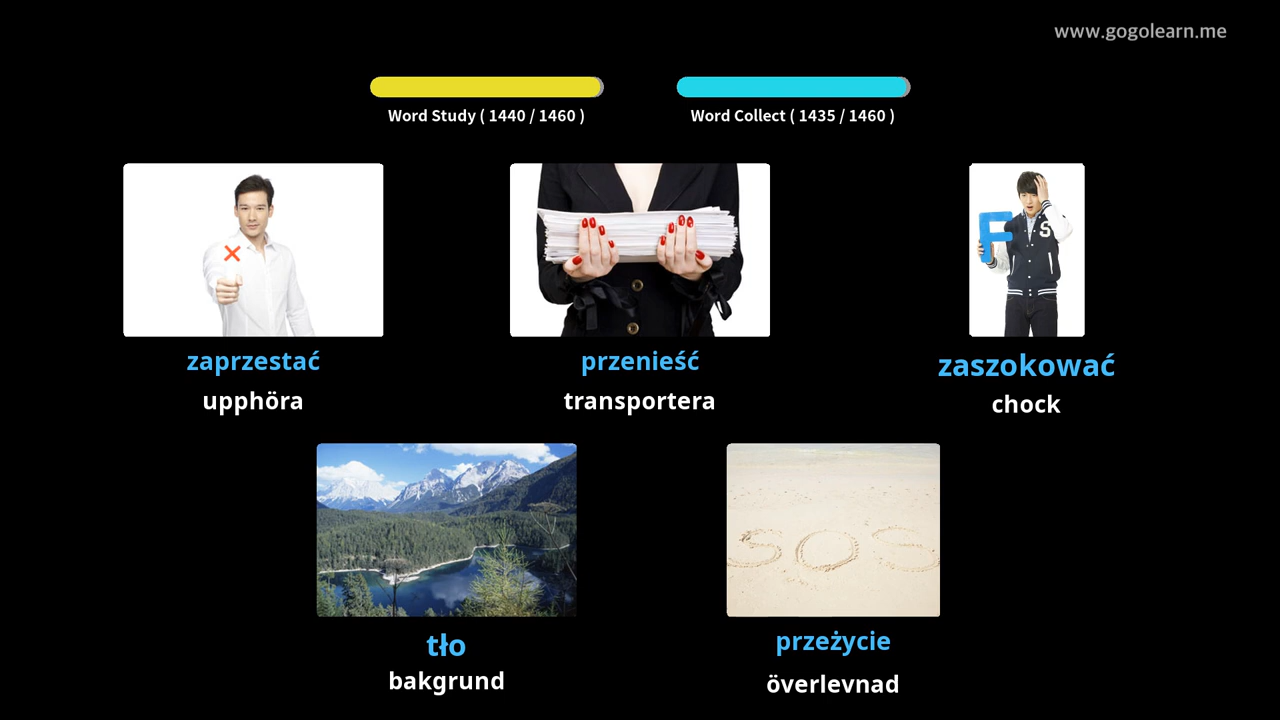 www.gogolearn.me
Word Study ( 1440 / 1460 )
Word Collect ( 1435 / 1460 )
F
S
zaprzestać
przenieść
zaszokować
upphöra
transportera
chock
SOS
tło
przeżycie
bakgrund
överlevnad